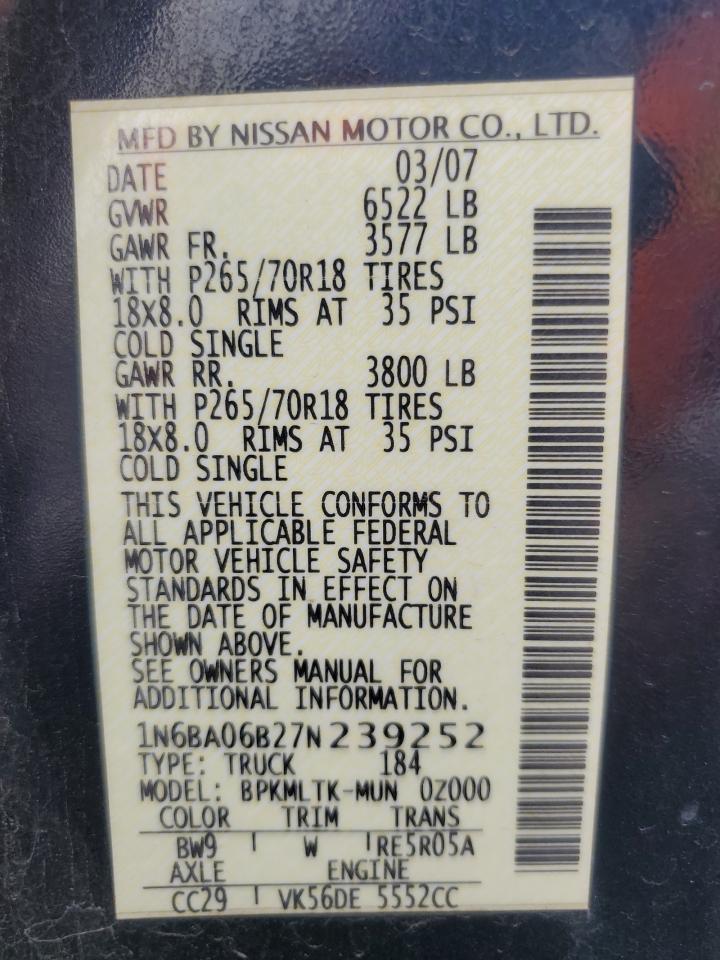 MFD BY NISSAN MOTOR CO., LTD.
DATE 03/07
GVWR 6522 LB
GAWR FR. 3577 LB
WITH P265/70R18 TIRES
18X8.0 RIMS AT 35 PSI
COLD SINGLE
GAWR RR. 3800 LB
WITH P265/70R18 TIRES
18X8.0 RIMS AT 35 PSI
COLD SINGLE
THIS VEHICLE CONFORMS TO
ALL APPLICABLE FEDERAL
MOTOR VEHICLE SAFETY
STANDARDS IN EFFECT ON
THE DATE OF MANUFACTURE
SHOWN ABOVE.
SEE OWNERS MANUAL FOR
ADDITIONAL INFORMATION.
1N6BA06B27N239252
TYPE: TRUCK 184
MODEL: BPKMLTK-MUN 0Z000
COLOR TRIM TRANS
BW9 W RE5R05A
AXLE ENGINE
CC29 VK56DE 5552CC